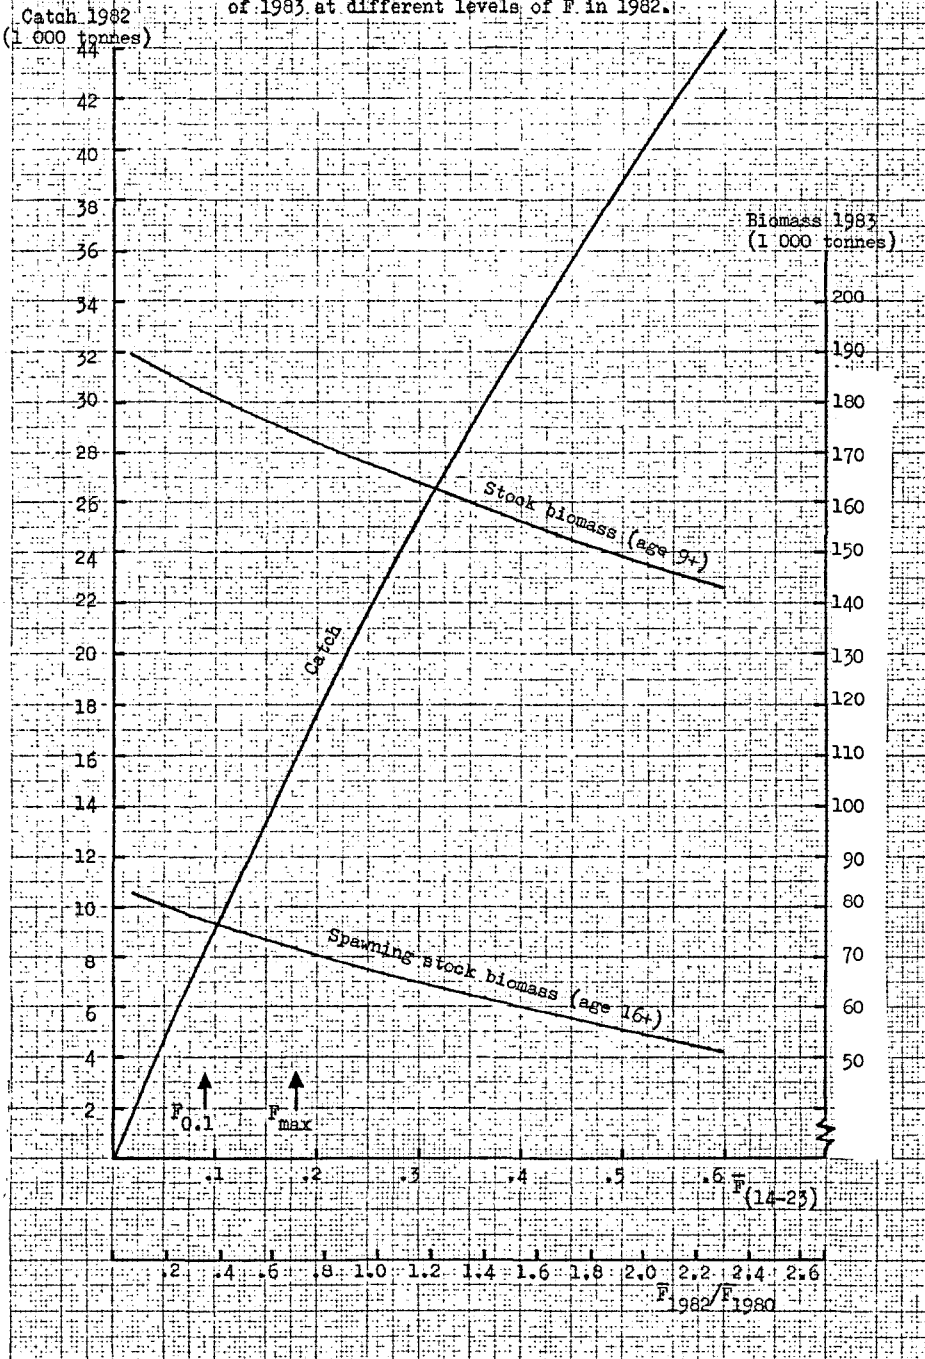 of 1983 at different levels of F in 1982.
Catch 1982
(1 000 tonnes)
44
42
40
38
36
34
32
30
28
26
24
22
20
18
16
14
12
10
8
6
4
2
Biomass 1983
(1 000 tonnes)
200
190
180
170
160
150
140
130
120
110
100
90
80
70
60
50
Stock biomass (age 9+)
Catch
Spawning stock biomass (age 16+)
F0.1
Fmax
.1 .2 .3 .4 .5 .6 F̅(14-23)
.2 .4 .6 .8 1.0 1.2 1.4 1.6 1.8 2.0 2.2 2.4 2.6
F̅1982/F̅1980